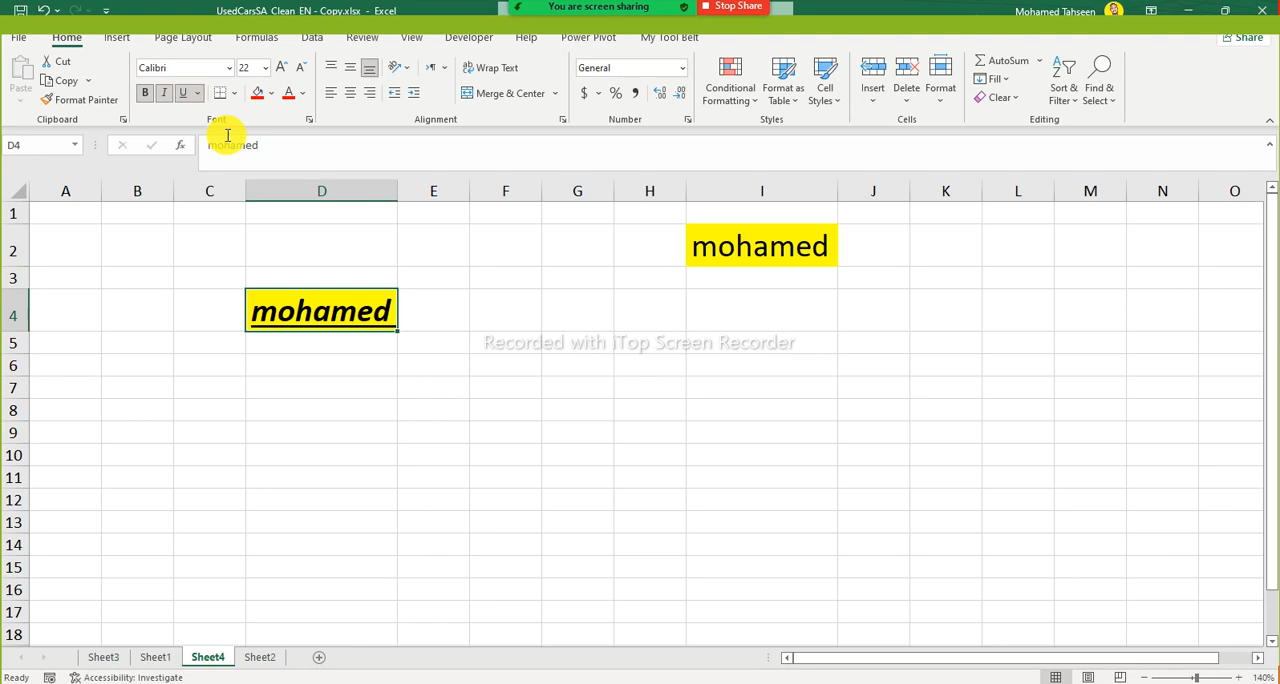 UsedCarsSA_Clean_EN - Copy.xlsx - Excel
You are screen sharing
Stop Share
Mohamed Tahseen
File Home Insert Page Layout Formulas Data Review View Developer Help Power Pivot My Tool Belt
Share
Paste
Cut
Copy
Format Painter
Clipboard
Calibri 22
B I U
Font
Wrap Text
Merge & Center
Alignment
General
$ % 9
Number
Conditional Formatting
Format as Table
Cell Styles
Styles
Insert Delete Format
Cells
AutoSum
Fill
Clear
Sort & Filter
Find & Select
Editing
D4
fx
mohamed
A B C D E F G H I J K L M N O
1
2 mohamed
3
4 mohamed
5
Recorded with iTop Screen Recorder
6
7
8
9
10
11
12
13
14
15
16
17
18
Sheet3 Sheet1 Sheet4 Sheet2
Ready Accessibility: Investigate 140%